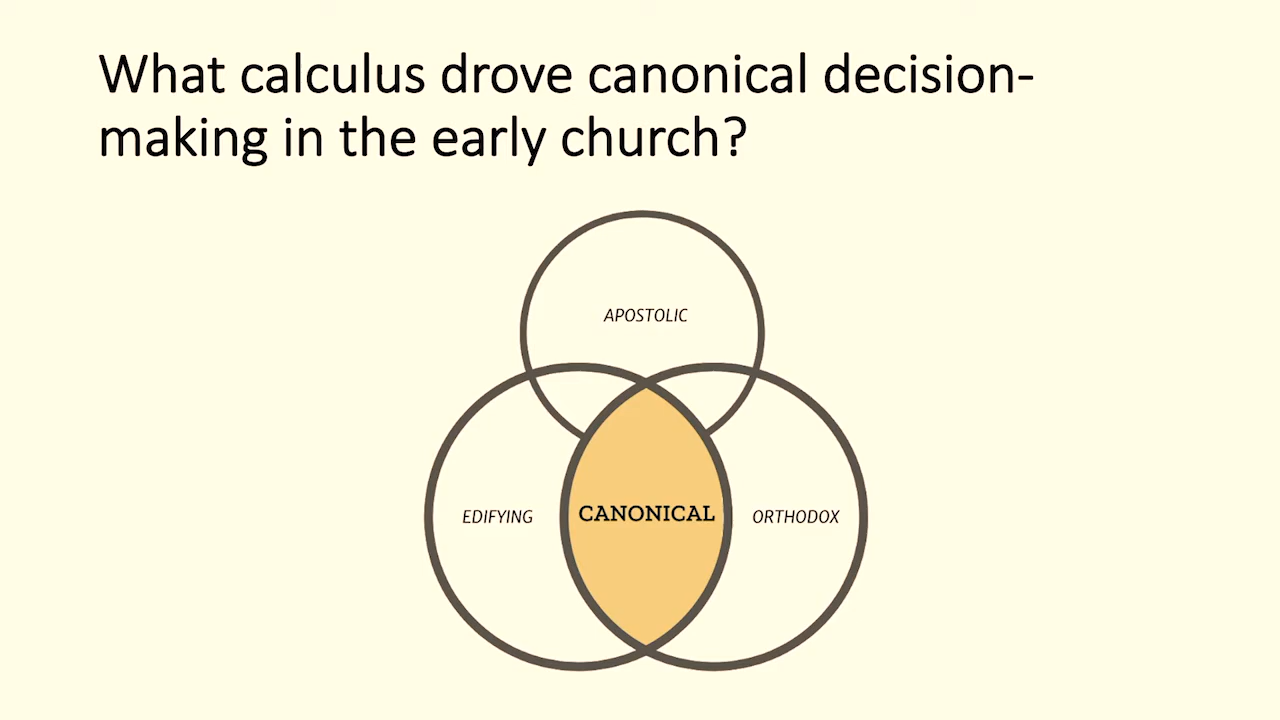 What calculus drove canonical decision-
making in the early church?
APOSTOLIC
EDIFYING
CANONICAL
ORTHODOX